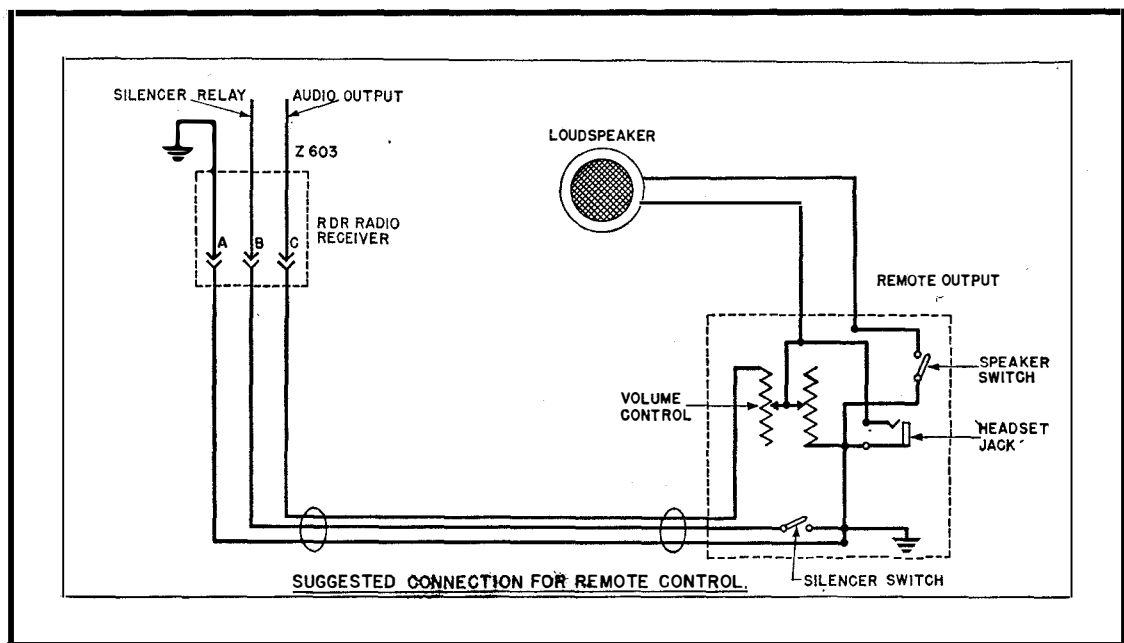 SILENCER RELAY
AUDIO OUTPUT
Z 603
LOUDSPEAKER
RDR RADIO
RECEIVER
A
B
C
REMOTE OUTPUT
SPEAKER
SWITCH
VOLUME
CONTROL
HEADSET
JACK
SUGGESTED CONNECTION FOR REMOTE CONTROL.
SILENCER SWITCH